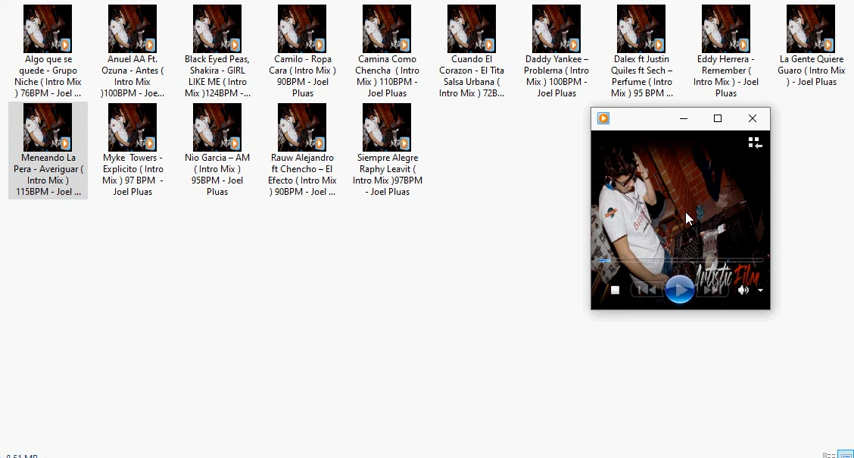 Algo que se
quede - Grupo
Niche ( Intro Mix
) 76BPM - Joel ...
Anuel AA Ft.
Ozuna - Antes (
Intro Mix
)100BPM - Joe...
Black Eyed Peas,
Shakira - GIRL
LIKE ME ( Intro
Mix )124BPM -...
Camilo - Ropa
Cara ( Intro Mix )
90BPM - Joel
Pluas
Camina Como
Chencha ( Intro
Mix ) 110BPM -
Joel Pluas
Cuando El
Corazon - El Tita
Salsa Urbana (
Intro Mix ) 72B...
Daddy Yankee –
Problema ( Intro
Mix ) 100BPM -
Joel Pluas
Dalex ft Justin
Quiles ft Sech –
Perfume ( Intro
Mix ) 95 BPM ...
Eddy Herrera -
Remember (
Intro Mix ) - Joel
Pluas
La Gente Quiere
Guaro ( Intro Mix
) - Joel Pluas
Meneando La
Pera - Averiguar (
Intro Mix )
115BPM - Joel ...
Myke Towers -
Explicito ( Intro
Mix ) 97 BPM -
Joel Pluas
Nio Garcia – AM
( Intro Mix )
95BPM - Joel
Pluas
Rauw Alejandro
ft Chencho – El
Efecto ( Intro Mix
) 90BPM - Joel ...
Siempre Alegre
Raphy Leavit (
Intro Mix )97BPM
- Joel Pluas
Artistic Film
8,51 MB